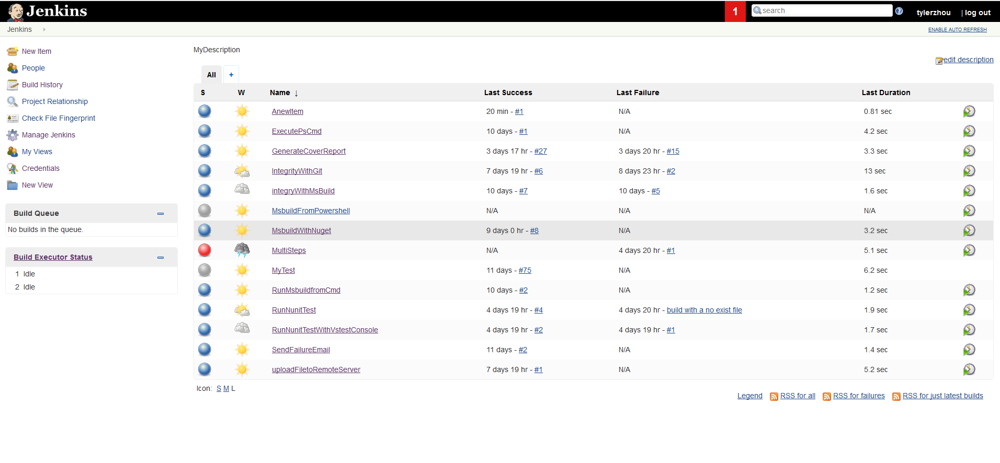 Jenkins
1
search
?
tylerzhou
| log out
Jenkins
ENABLE AUTO REFRESH
New Item
People
Build History
Project Relationship
Check File Fingerprint
Manage Jenkins
My Views
Credentials
New View
Build Queue
No builds in the queue.
Build Executor Status
1 Idle
2 Idle
MyDescription
edit description
All +
S W Name ↓ Last Success Last Failure Last Duration
AnewItem 20 min - #1 N/A 0.81 sec
ExecutePsCmd 10 days - #1 N/A 4.2 sec
GenerateCoverReport 3 days 17 hr - #27 3 days 20 hr - #15 3.3 sec
IntegrityWithGit 7 days 19 hr - #6 8 days 23 hr - #2 13 sec
integryWithMsBuild 10 days - #7 10 days - #5 1.6 sec
MsbuildFromPowershell N/A N/A N/A
MsbuildWithNuget 9 days 0 hr - #8 N/A 3.2 sec
MultiSteps N/A 4 days 20 hr - #1 5.1 sec
MyTest 11 days - #75 N/A 6.2 sec
RunMsbuildfromCmd 10 days - #2 N/A 1.2 sec
RunNunitTest 4 days 19 hr - #4 4 days 20 hr - build with a no exist file 1.9 sec
RunNunitTestWithVstestConsole 4 days 19 hr - #2 4 days 19 hr - #1 1.7 sec
SendFailureEmail 11 days - #2 N/A 1.4 sec
uploadFiletoRemoteServer 7 days 19 hr - #1 N/A 5.2 sec
Icon: S M L
Legend RSS for all RSS for failures RSS for just latest builds